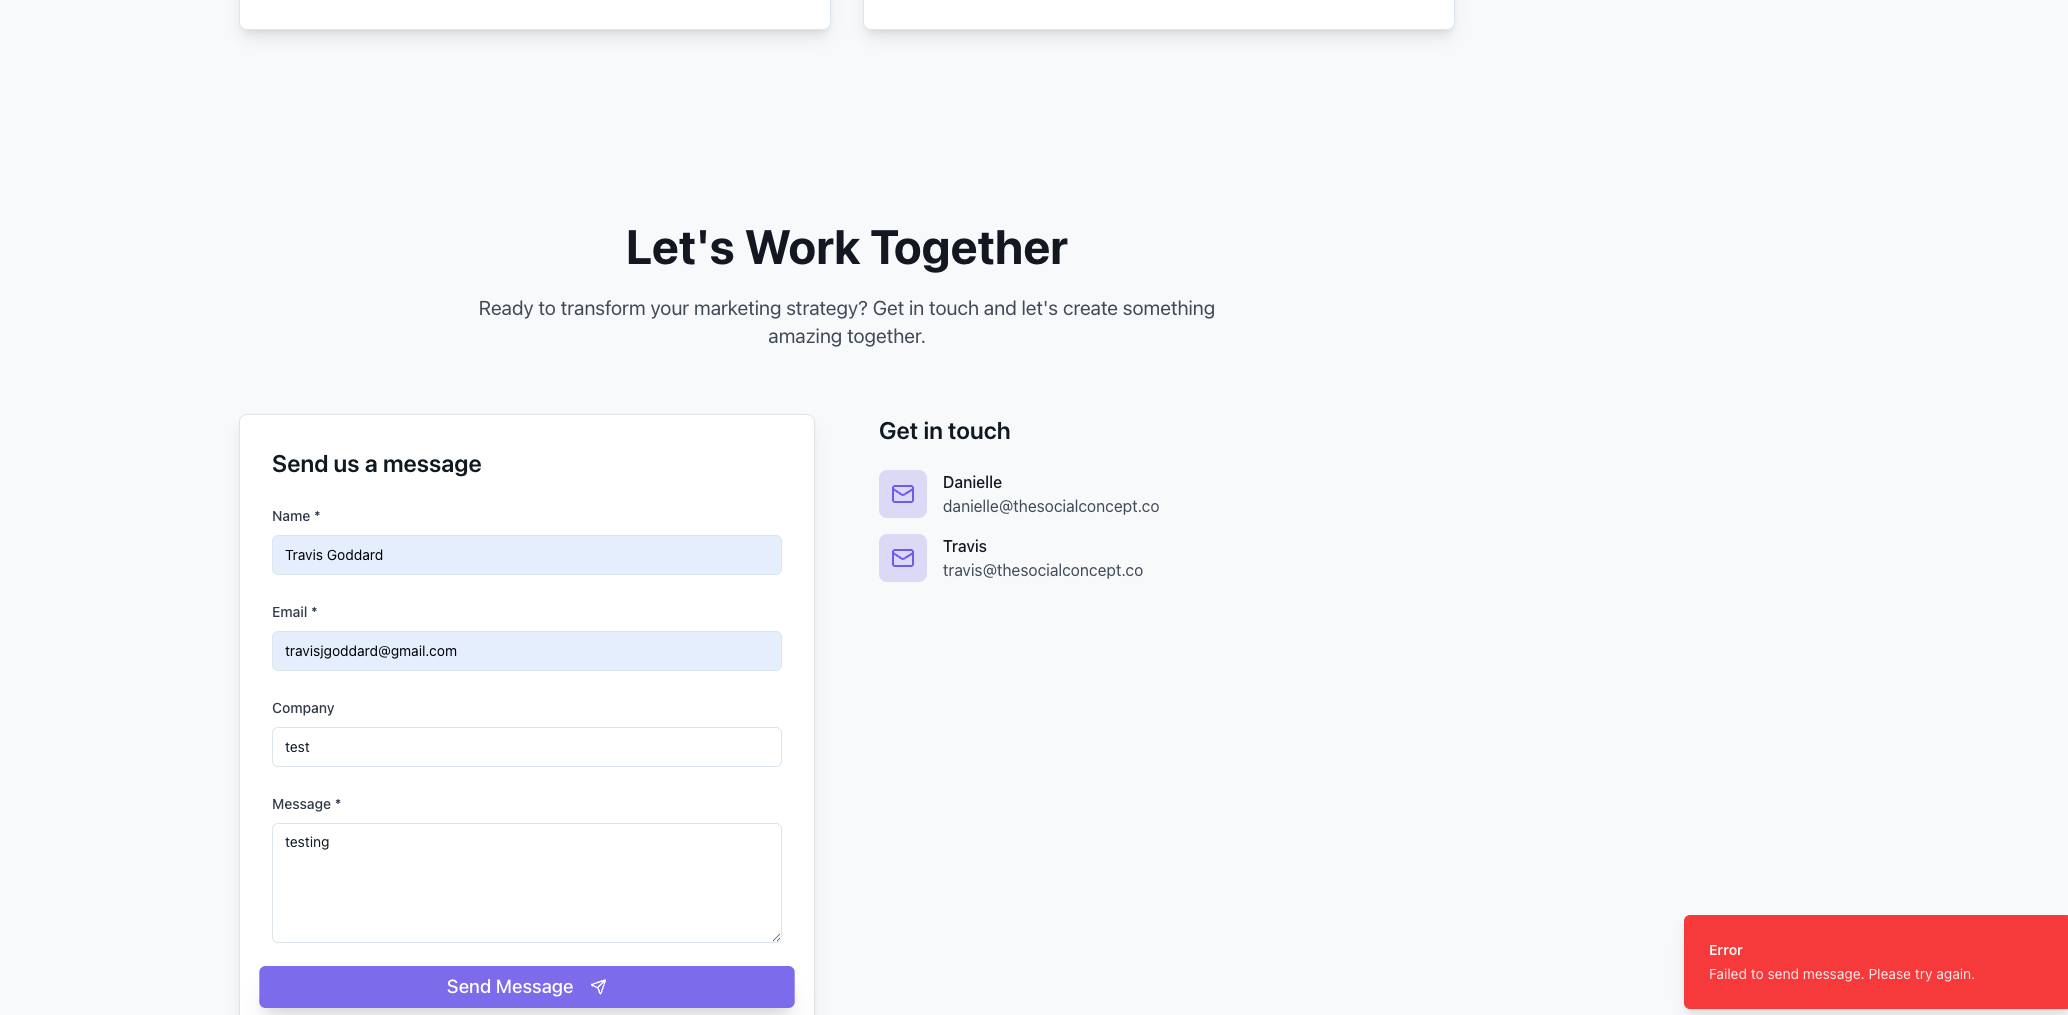 Let's Work Together
Ready to transform your marketing strategy? Get in touch and let's create something
amazing together.
Send us a message
Name *
Travis Goddard
Email *
travisjgoddard@gmail.com
Company
test
Message *
testing
Send Message
Get in touch
Danielle
danielle@thesocialconcept.co
Travis
travis@thesocialconcept.co
Error
Failed to send message. Please try again.